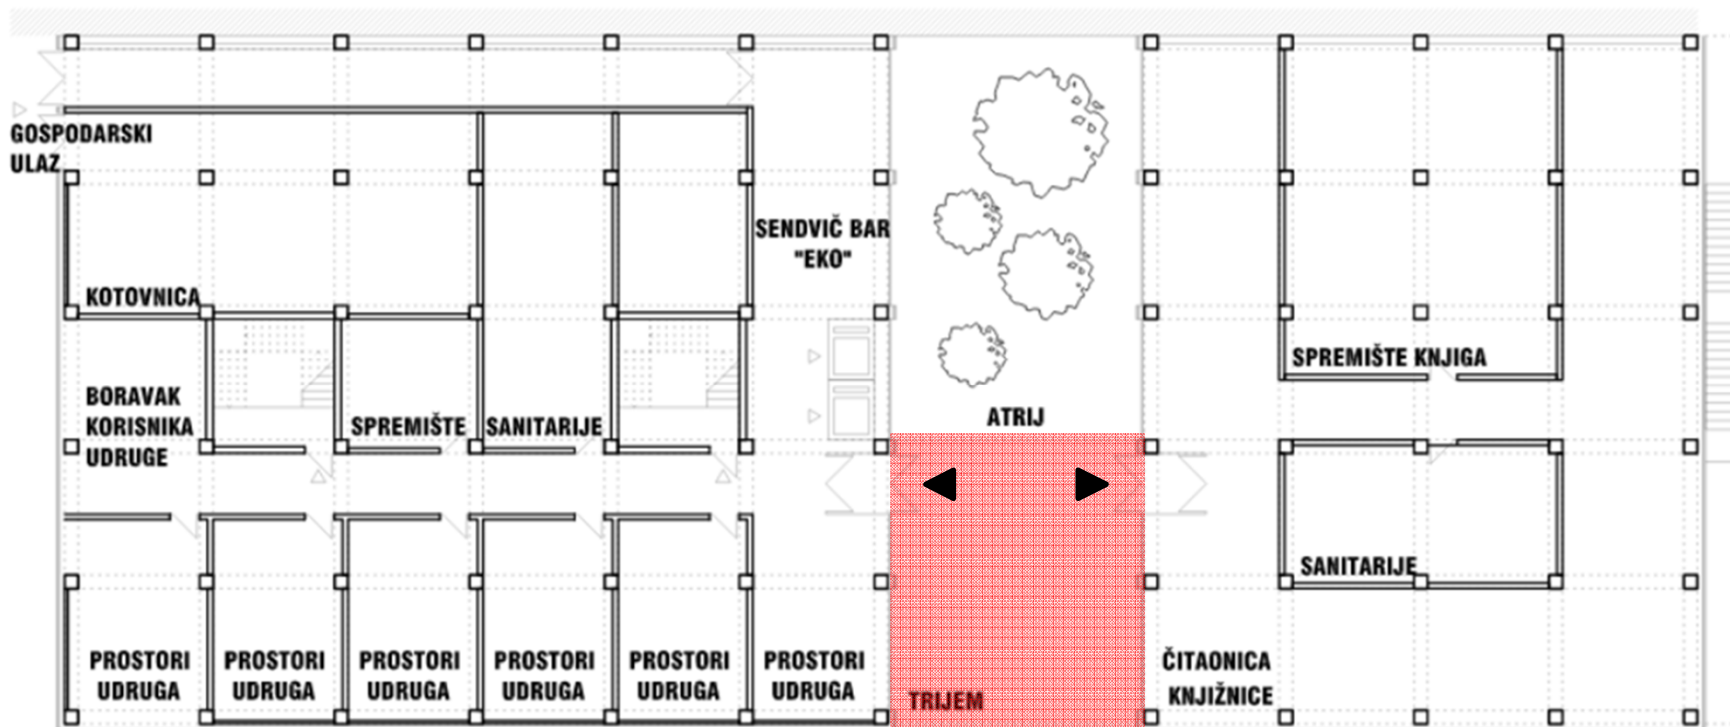 GOSPODARSKI
ULAZ
SENDVIČ BAR
"EKO"
KOTOVNICA
SPREMIŠTE KNJIGA
BORAVAK
KORISNIKA
UDRUGE
SPREMIŠTE
SANITARIJE
ATRIJ
SANITARIJE
PROSTORI
UDRUGA
PROSTORI
UDRUGA
PROSTORI
UDRUGA
PROSTORI
UDRUGA
PROSTORI
UDRUGA
PROSTORI
UDRUGA
TRIJEM
ČITAONICA
KNJIŽNICE